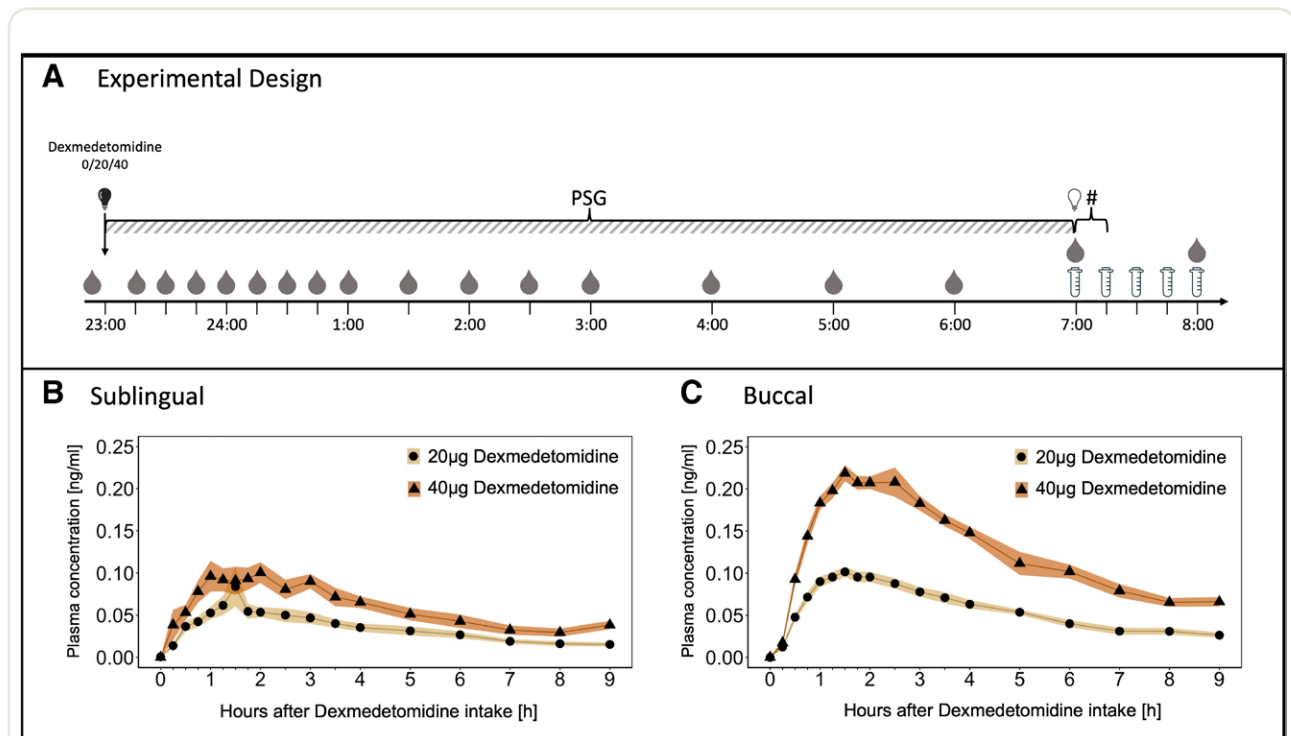 A Experimental Design
Dexmedetomidine
0/20/40
PSG
#
23:00 24:00 1:00 2:00 3:00 4:00 5:00 6:00 7:00 8:00
B Sublingual
Plasma concentration [ng/ml]
0.25
0.20
0.15
0.10
0.05
0.00
20µg Dexmedetomidine
40µg Dexmedetomidine
0 1 2 3 4 5 6 7 8 9
Hours after Dexmedetomidine intake [h]
C Buccal
Plasma concentration [ng/ml]
0.25
0.20
0.15
0.10
0.05
0.00
20µg Dexmedetomidine
40µg Dexmedetomidine
0 1 2 3 4 5 6 7 8 9
Hours after Dexmedetomidine intake [h]